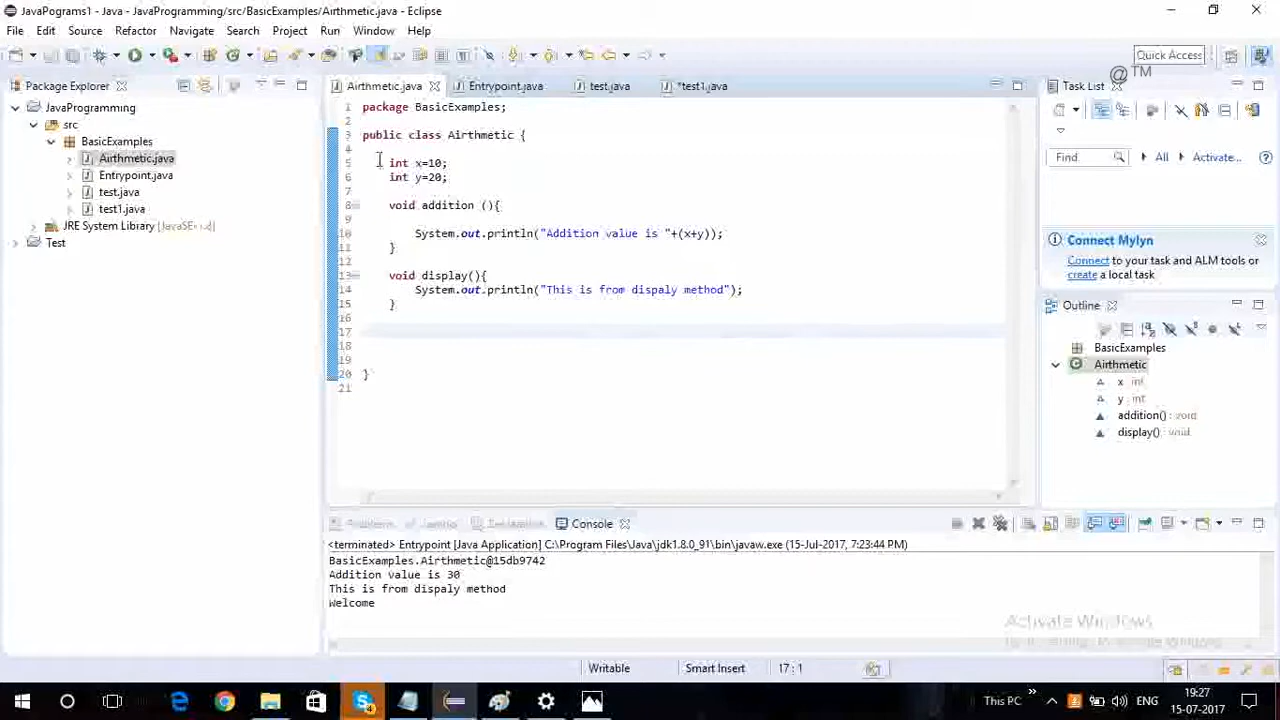 JavaPograms1 - Java - JavaProgramming/src/BasicExamples/Airthmetic.java - Eclipse
File Edit Source Refactor Navigate Search Project Run Window Help
Quick Access
@™
Package Explorer
Airthmetic.java
Entrypoint.java
test.java
*test1.java
Task List
JavaProgramming
src
BasicExamples
Airthmetic.java
Entrypoint.java
test.java
test1.java
JRE System Library
Test
1 package BasicExamples;
2
3 public class Airthmetic {
4
5 int x=10;
6 int y=20;
7
8 void addition (){
9
10 System.out.println("Addition value is "+(x+y));
11 }
12
13 void display(){
14 System.out.println("This is from dispaly method");
15 }
16
17
18
19
20 }
21
Find All Activate...
Connect Mylyn
Connect to your task and ALM tools or
create a local task
Outline
BasicExamples
Airthmetic
x int
y : int
addition() : void
display() : void
Console
<terminated> Entrypoint [Java Application] C:\Program Files\Java\jdk1.8.0_91\bin\javaw.exe (15-Jul-2017, 7:23:44 PM)
BasicExamples.Airthmetic@15db9742
Addition value is 30
This is from dispaly method
Welcome
Activate Windows
Writable Smart Insert 17 : 1
This PC
ENG
19:27
15-07-2017